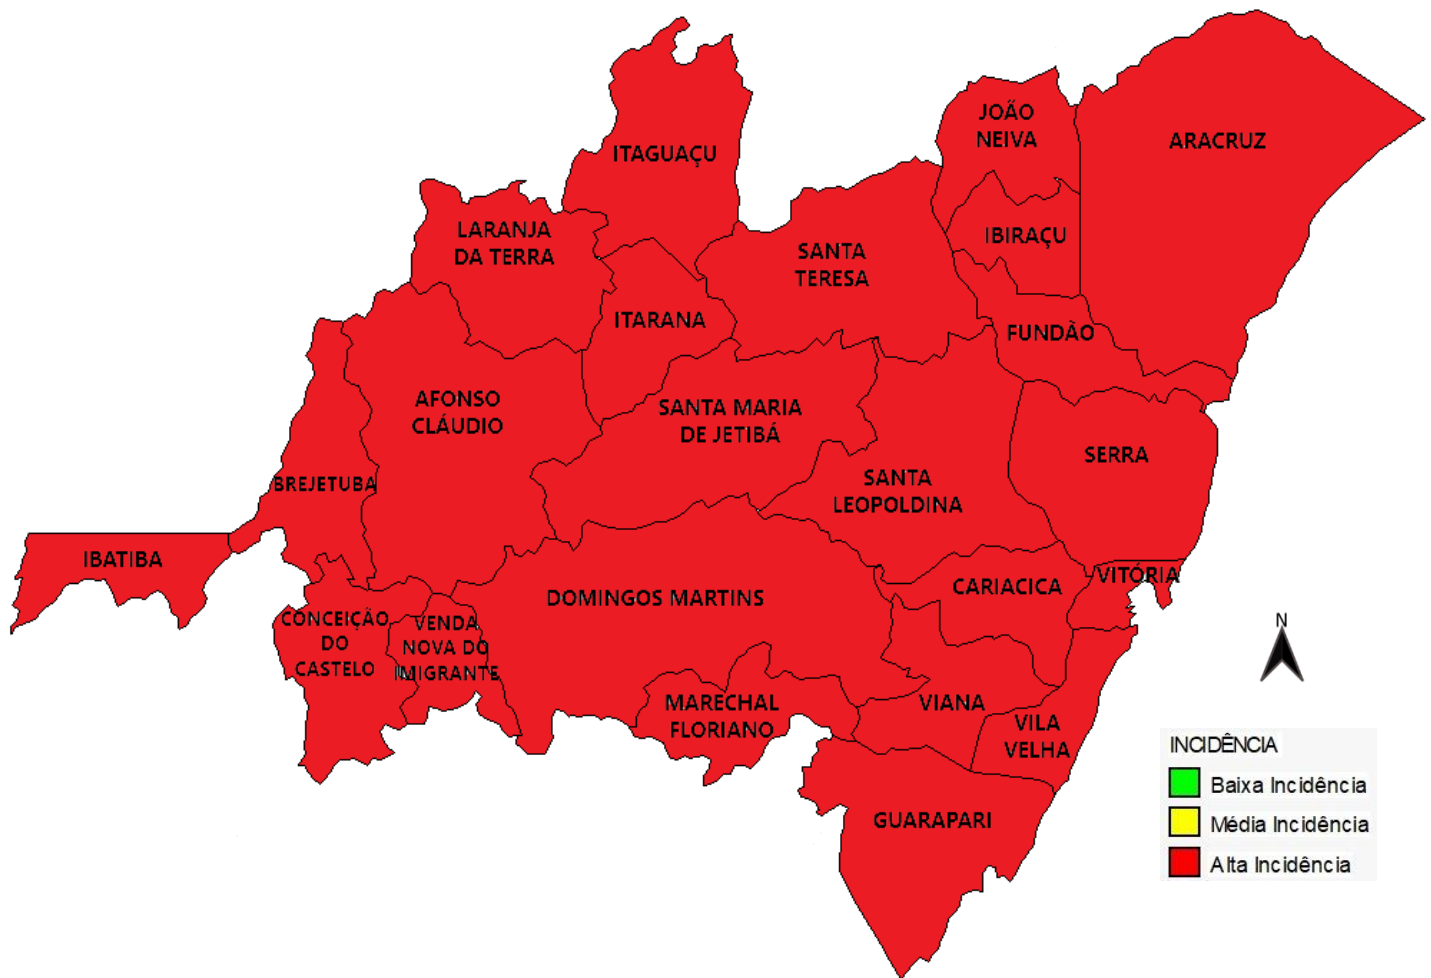 JOÃO
NEIVA
ARACRUZ
ITAGUAÇU
LARANJA
DA TERRA
SANTA
TERESA
IBIRAÇU
ITARANA
FUNDÃO
AFONSO
CLÁUDIO
SANTA MARIA
DE JETIBÁ
SERRA
BREJETUBA
SANTA
LEOPOLDINA
IBATIBA
VITÓRIA
CARIACICA
DOMINGOS MARTINS
CONCEIÇÃO
DO
CASTELO
VENDA
NOVA DO
IMIGRANTE
N
MARECHAL
FLORIANO
VIANA
VILA
VELHA
GUARAPARI
INCIDÊNCIA
Baixa Incidência
Média Incidência
Alta Incidência